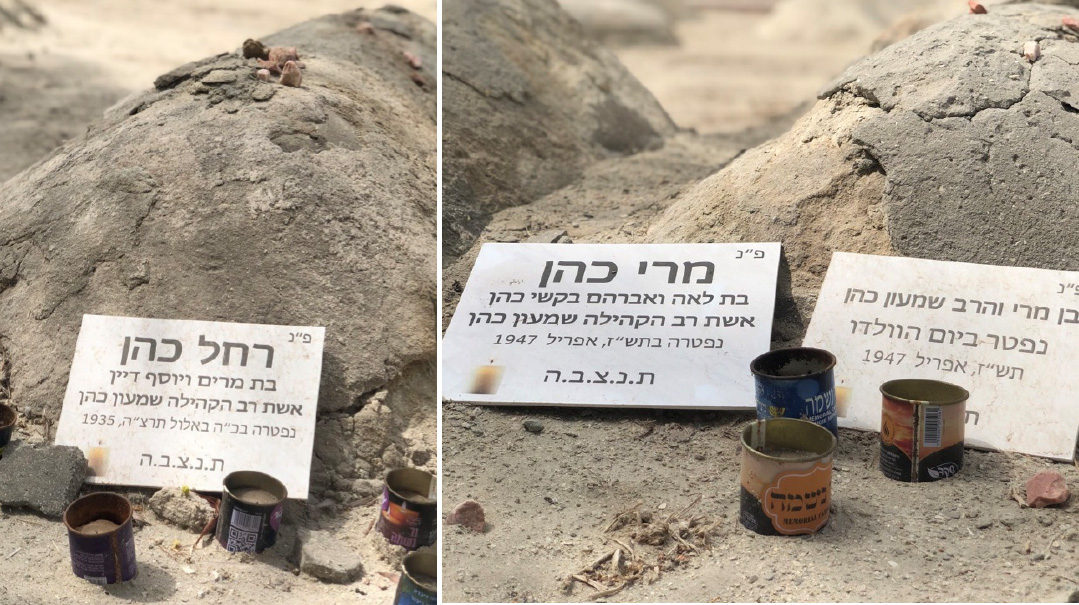 פ״נ
רחל כהן
בת מרים ויוסף דיין
אשת רב הקהילה שמעון כהן
נפטרה בכ״ה באלול תרצ״ה, 1935
ת.נ.צ.ב.ה
פ״נ
מרי כהן
בת לאה ואברהם בקשי כהן
אשת רב הקהילה שמעון כהן
נפטרה בתש״ז, אפריל 1947
ת.נ.צ.ב.ה
פ״נ
בן מרי והרב שמעון כהן
נפטר ביום הוולדו
תש״ז, אפריל 1947
נשמה